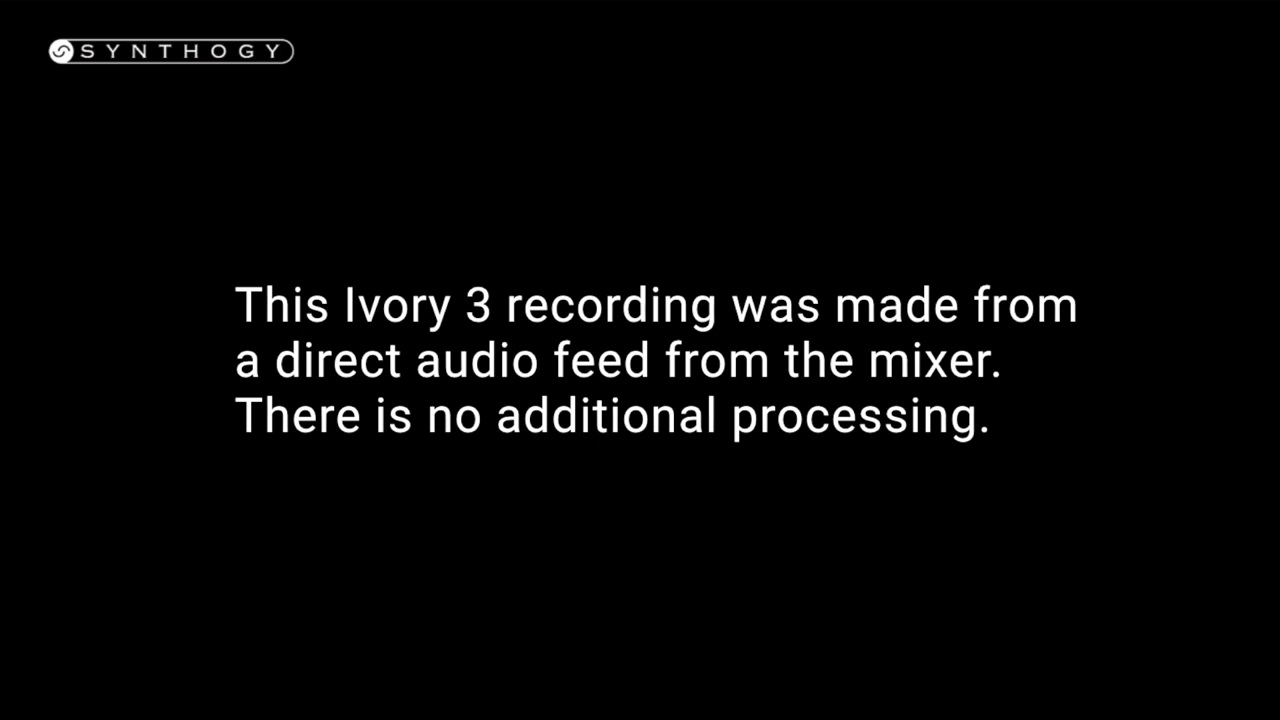 SYNTHOGY
This Ivory 3 recording was made from
a direct audio feed from the mixer.
There is no additional processing.